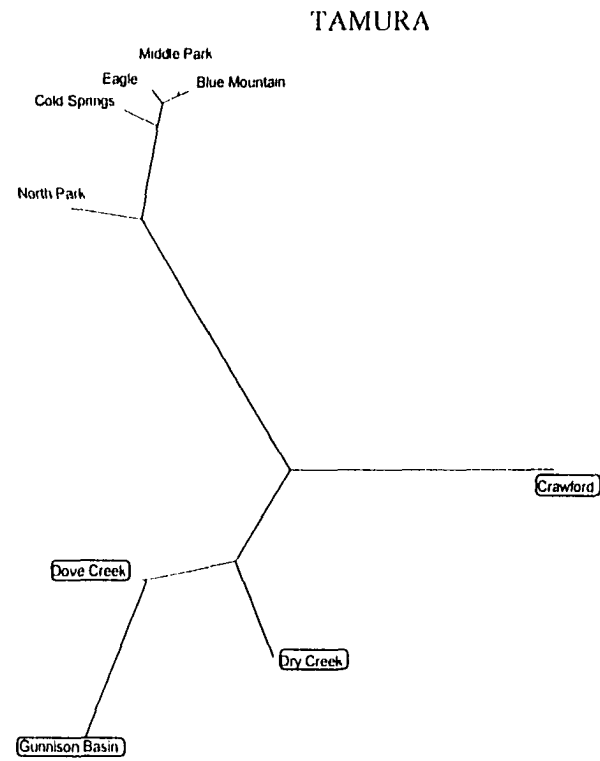 TAMURA
Middle Park
Eagle
Blue Mountain
Cold Springs
North Park
Crawford
Dove Creek
Dry Creek
Gunnison Basin